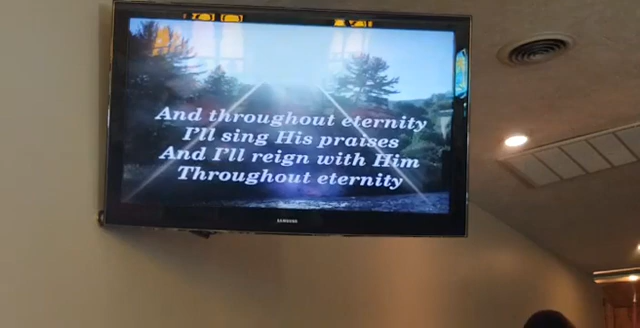 And throughout eternity
I'll sing His praises
And I'll reign with Him
Throughout eternity
SAMSUNG